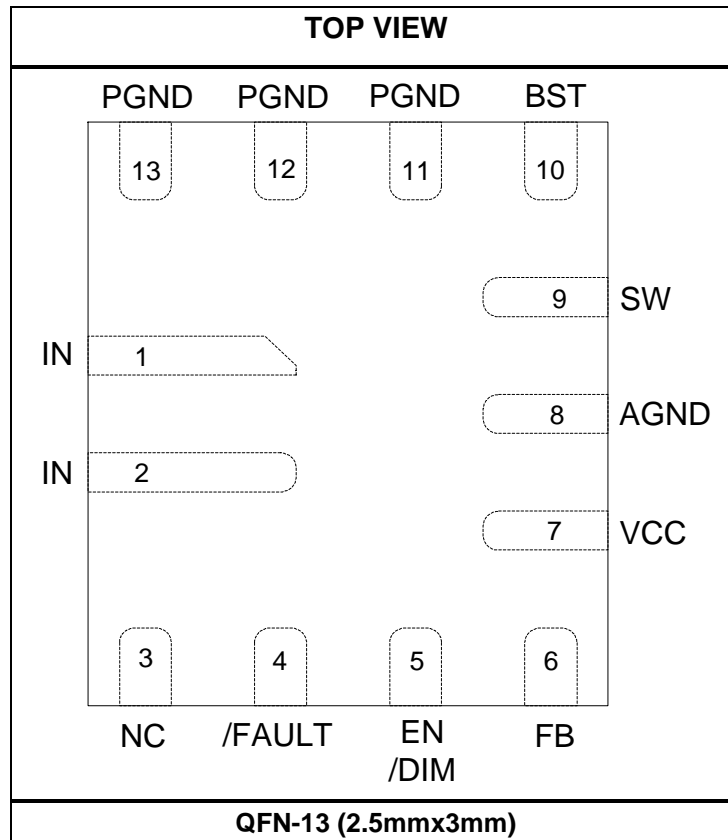 TOP VIEW
PGND PGND PGND BST
13 12 11 10
9 SW
IN 1
8 AGND
IN 2
7 VCC
3 4 5 6
NC /FAULT EN FB
/DIM
QFN-13 (2.5mmx3mm)